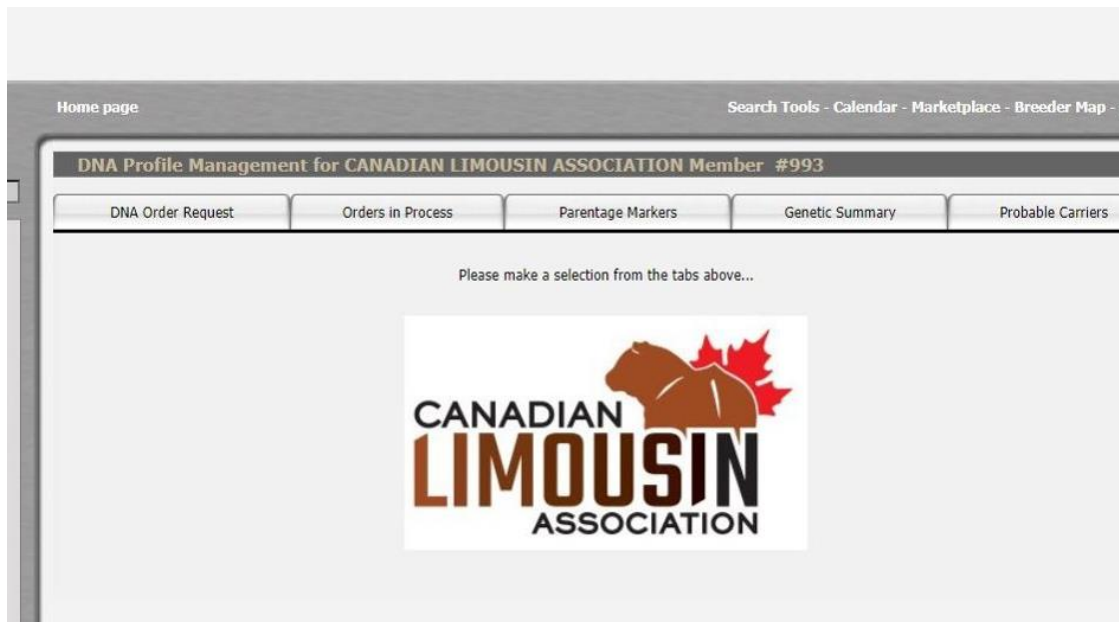 Home page
Search Tools - Calendar - Marketplace - Breeder Map -
DNA Profile Management for CANADIAN LIMOUSIN ASSOCIATION Member #993
DNA Order Request
Orders in Process
Parentage Markers
Genetic Summary
Probable Carriers
Please make a selection from the tabs above...
CANADIAN
LIMOUSIN
ASSOCIATION